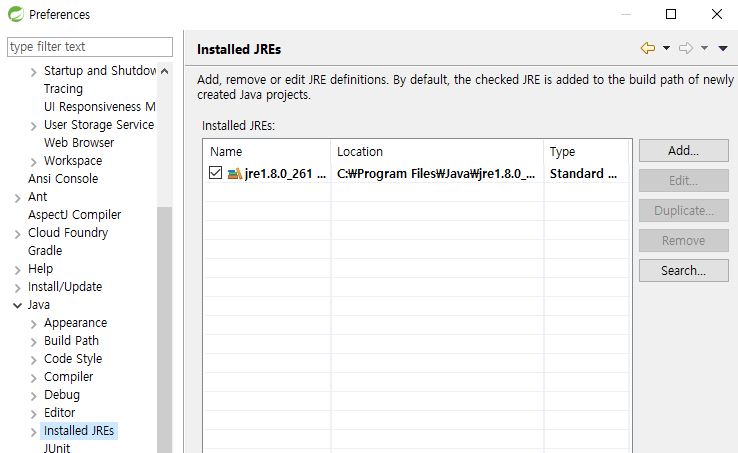 Preferences
type filter text
Startup and Shutdow
Tracing
UI Responsiveness M
User Storage Service
Web Browser
Workspace
Ansi Console
Ant
AspectJ Compiler
Cloud Foundry
Gradle
Help
Install/Update
Java
Appearance
Build Path
Code Style
Compiler
Debug
Editor
Installed JREs
JUnit
Installed JREs
Add, remove or edit JRE definitions. By default, the checked JRE is added to the build path of newly
created Java projects.
Installed JREs:
Name Location Type
jre1.8.0_261 ... C:₩Program Files₩Java₩jre1.8.0_... Standard ...
Add...
Edit...
Duplicate...
Remove
Search...